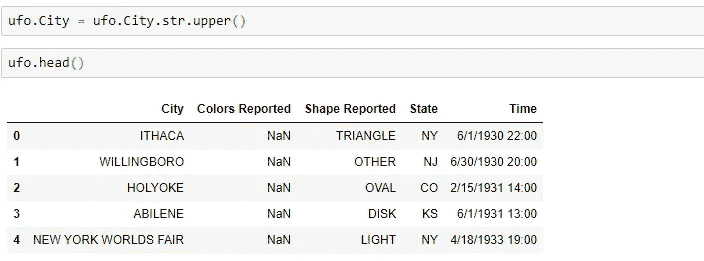 ufo.City = ufo.City.str.upper()
ufo.head()
City Colors Reported Shape Reported State Time
0 ITHACA NaN TRIANGLE NY 6/1/1930 22:00
1 WILLINGBORO NaN OTHER NJ 6/30/1930 20:00
2 HOLYOKE NaN OVAL CO 2/15/1931 14:00
3 ABILENE NaN DISK KS 6/1/1931 13:00
4 NEW YORK WORLDS FAIR NaN LIGHT NY 4/18/1933 19:00